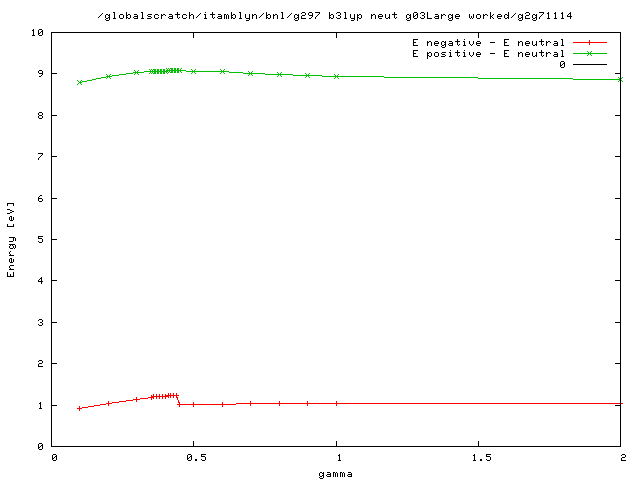 /globalscratch/itamblyn/bnl/g297 b3lyp neut g03Large worked/g2g71114
E negative - E neutral
E positive - E neutral
0
10
9
8
7
6
5
4
3
2
1
0
Energy [eV]
0 0.5 1 1.5 2
gamma